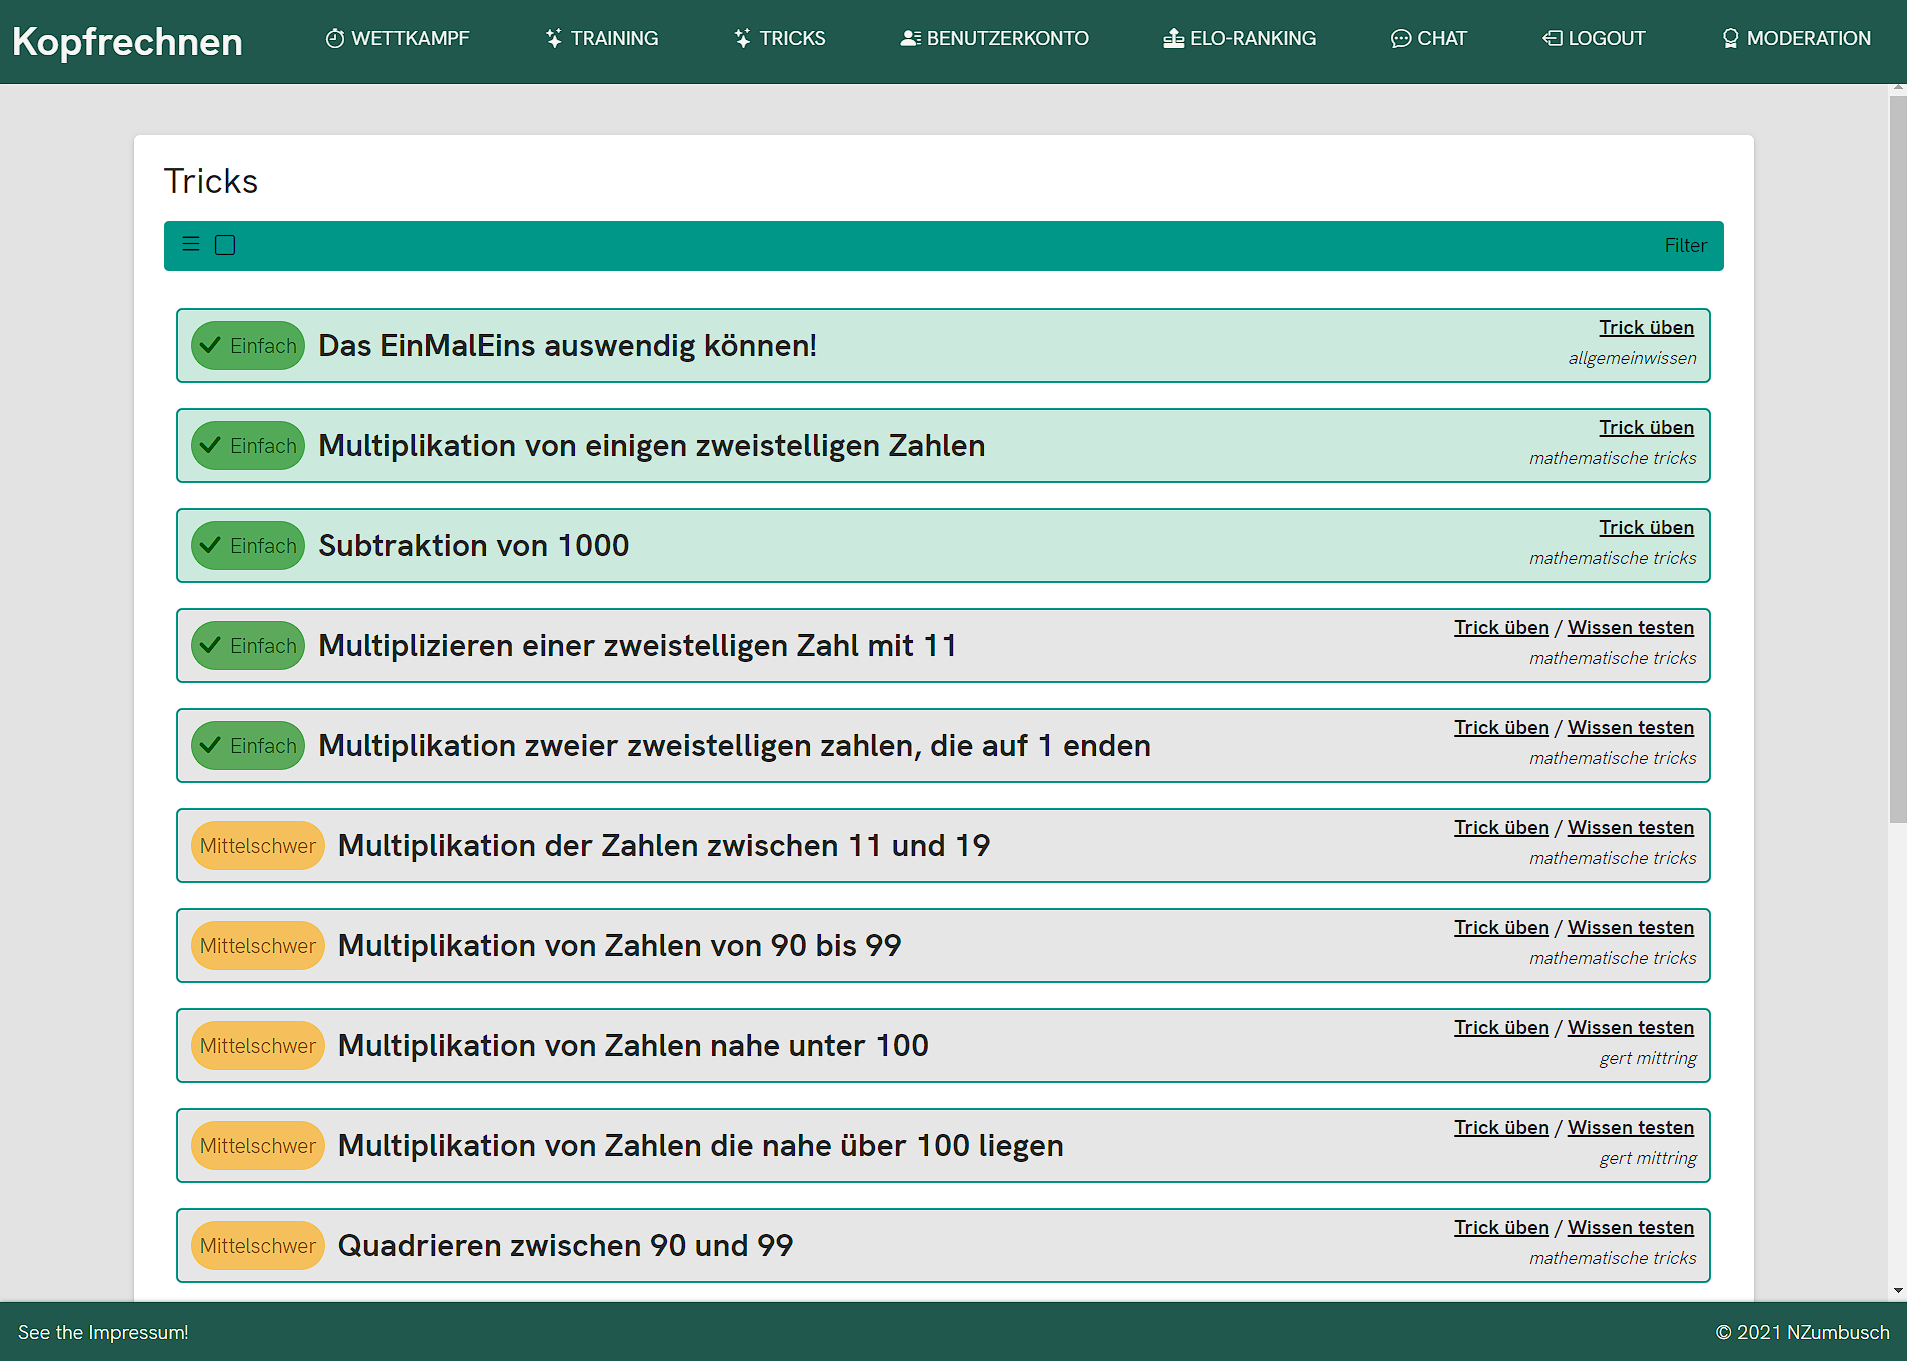 Kopfrechnen
WETTKAMPF
TRAINING
TRICKS
BENUTZERKONTO
ELO-RANKING
CHAT
LOGOUT
MODERATION
Tricks
Filter
Einfach
Das EinMalEins auswendig können!
Trick üben
allgemeinwissen
Einfach
Multiplikation von einigen zweistelligen Zahlen
Trick üben
mathematische tricks
Einfach
Subtraktion von 1000
Trick üben
mathematische tricks
Einfach
Multiplizieren einer zweistelligen Zahl mit 11
Trick üben / Wissen testen
mathematische tricks
Einfach
Multiplikation zweier zweistelligen zahlen, die auf 1 enden
Trick üben / Wissen testen
mathematische tricks
Mittelschwer
Multiplikation der Zahlen zwischen 11 und 19
Trick üben / Wissen testen
mathematische tricks
Mittelschwer
Multiplikation von Zahlen von 90 bis 99
Trick üben / Wissen testen
mathematische tricks
Mittelschwer
Multiplikation von Zahlen nahe unter 100
Trick üben / Wissen testen
gert mittring
Mittelschwer
Multiplikation von Zahlen die nahe über 100 liegen
Trick üben / Wissen testen
gert mittring
Mittelschwer
Quadrieren zwischen 90 und 99
Trick üben / Wissen testen
mathematische tricks
See the Impressum!
© 2021 NZumbusch